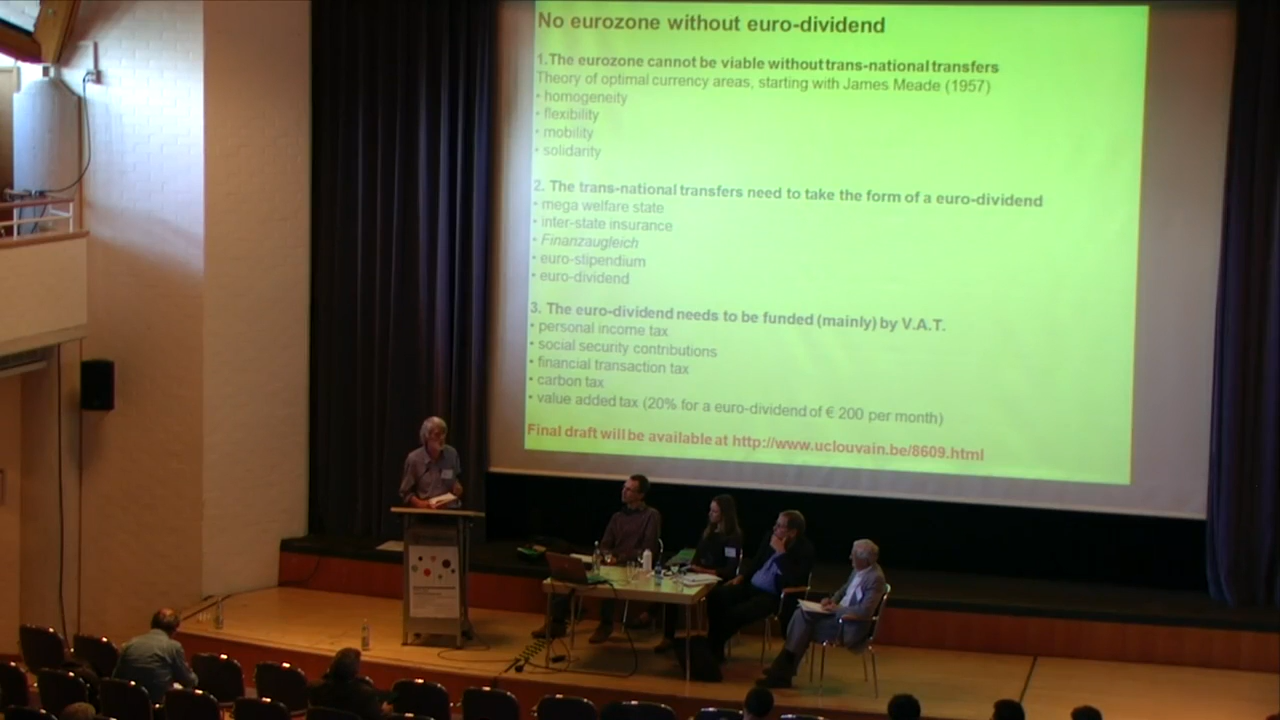 No eurozone without euro-dividend
1.The eurozone cannot be viable without trans-national transfers
Theory of optimal currency areas, starting with James Meade (1957)
• homogeneity
• flexibility
• mobility
• solidarity
2. The trans-national transfers need to take the form of a euro-dividend
• mega welfare state
• inter-state insurance
• Finanzaugleich
• euro-stipendium
• euro-dividend
3. The euro-dividend needs to be funded (mainly) by V.A.T.
• personal income tax
• social security contributions
• financial transaction tax
• carbon tax
• value added tax (20% for a euro-dividend of € 200 per month)
Final draft will be available at http://www.uclouvain.be/8609.html